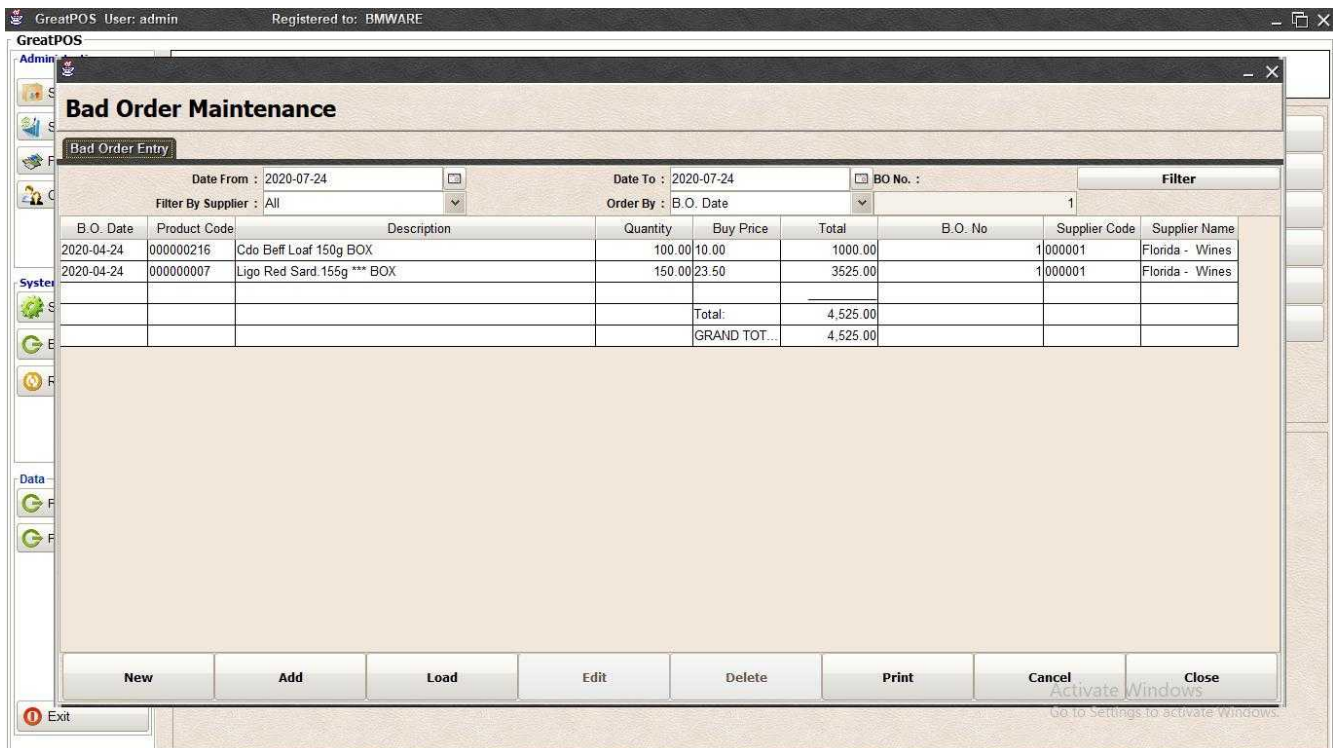 GreatPOS User: admin Registered to: BMWARE
GreatPOS
Admin
Bad Order Maintenance
Bad Order Entry
Date From : 2020-07-24 Date To : 2020-07-24 BO No. : Filter
Filter By Supplier : All Order By : B.O. Date 1
B.O. Date Product Code Description Quantity Buy Price Total B.O. No Supplier Code Supplier Name
2020-04-24 000000216 Cdo Beff Loaf 150g BOX 100.00 10.00 1000.00 1 000001 Florida - Wines
2020-04-24 000000007 Ligo Red Sard.155g *** BOX 150.00 23.50 3525.00 1 000001 Florida - Wines
Total: 4,525.00
GRAND TOT... 4,525.00
System
Data
New Add Load Edit Delete Print Cancel Close
Activate Windows
Go to Settings to activate Windows.
Exit